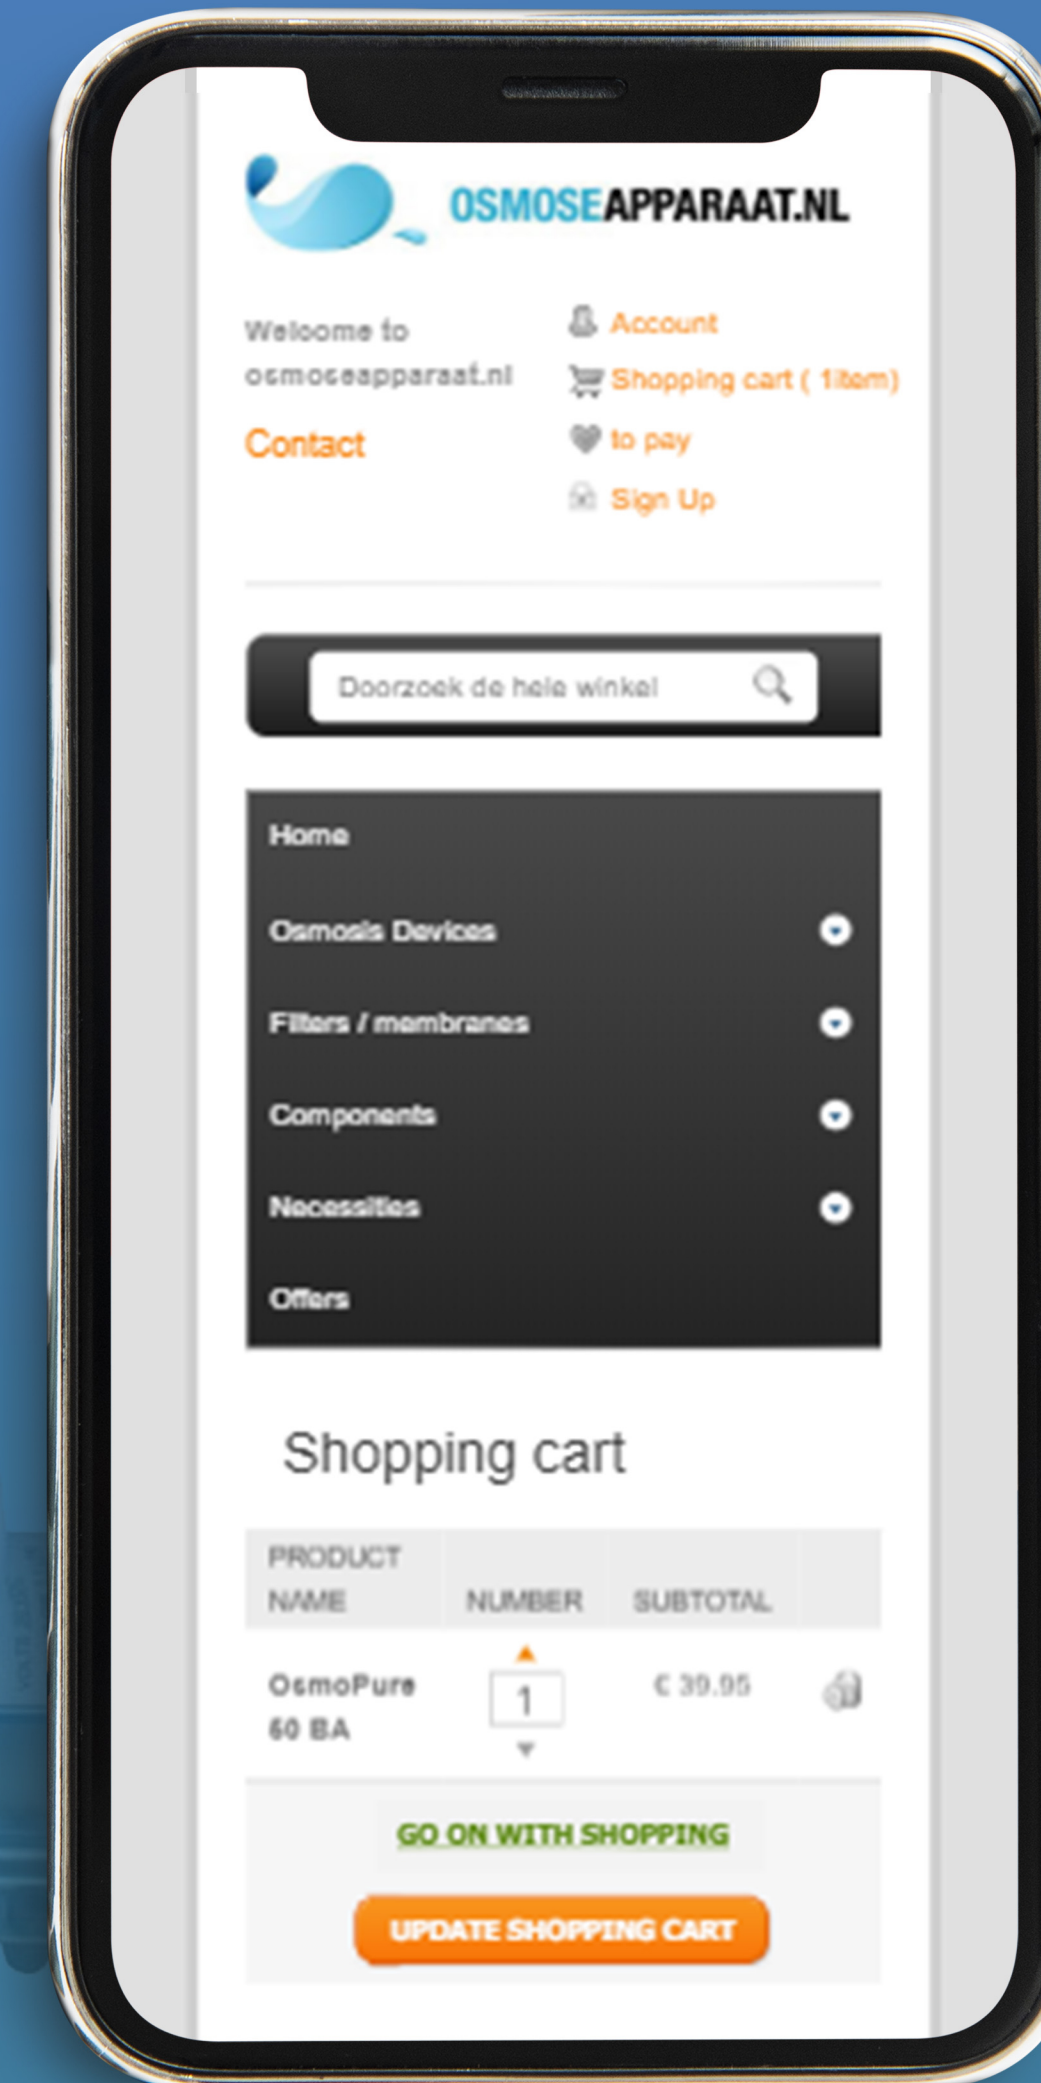 OSMOSEAPPARAAT.NL
Welcome to
osmoseapparaat.nl
Contact
Account
Shopping cart ( 1item)
to pay
Sign Up
Doorzoek de hele winkel
Home
Osmosis Devices
Filters / membranes
Components
Necessities
Offers
Shopping cart
PRODUCT
NAME NUMBER SUBTOTAL
OsmoPure 1 € 39.95
BA
GO ON WITH SHOPPING
UPDATE SHOPPING CART